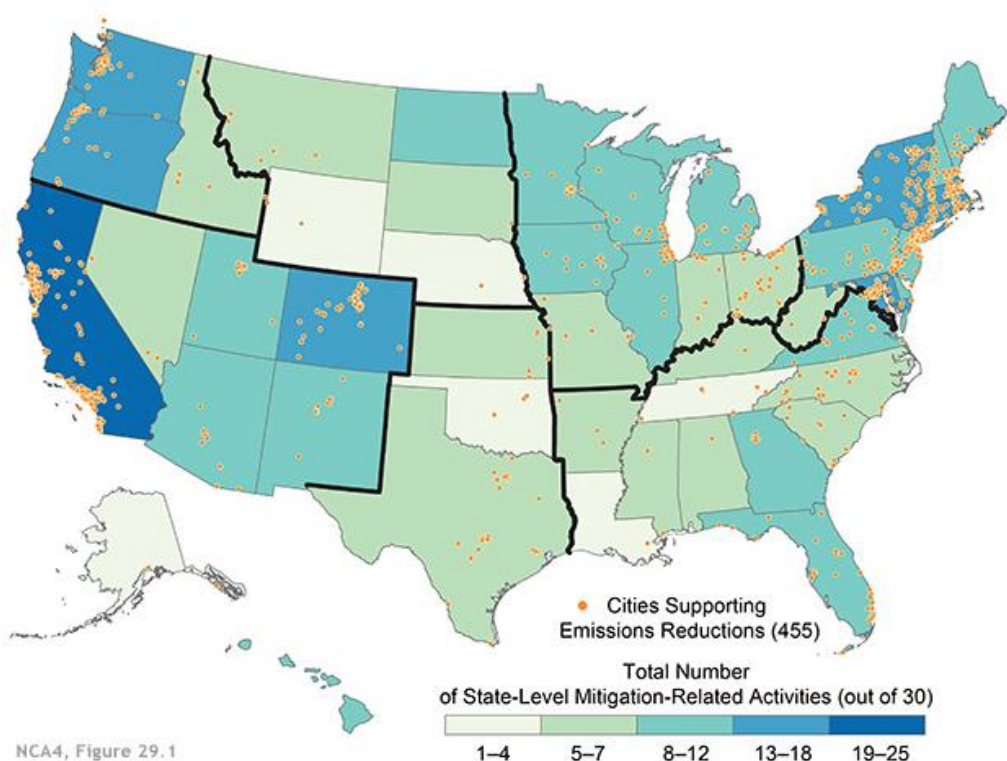 Cities Supporting
Emissions Reductions (455)
Total Number
of State-Level Mitigation-Related Activities (out of 30)
1–4 5–7 8–12 13–18 19–25
NCA4, Figure 29.1